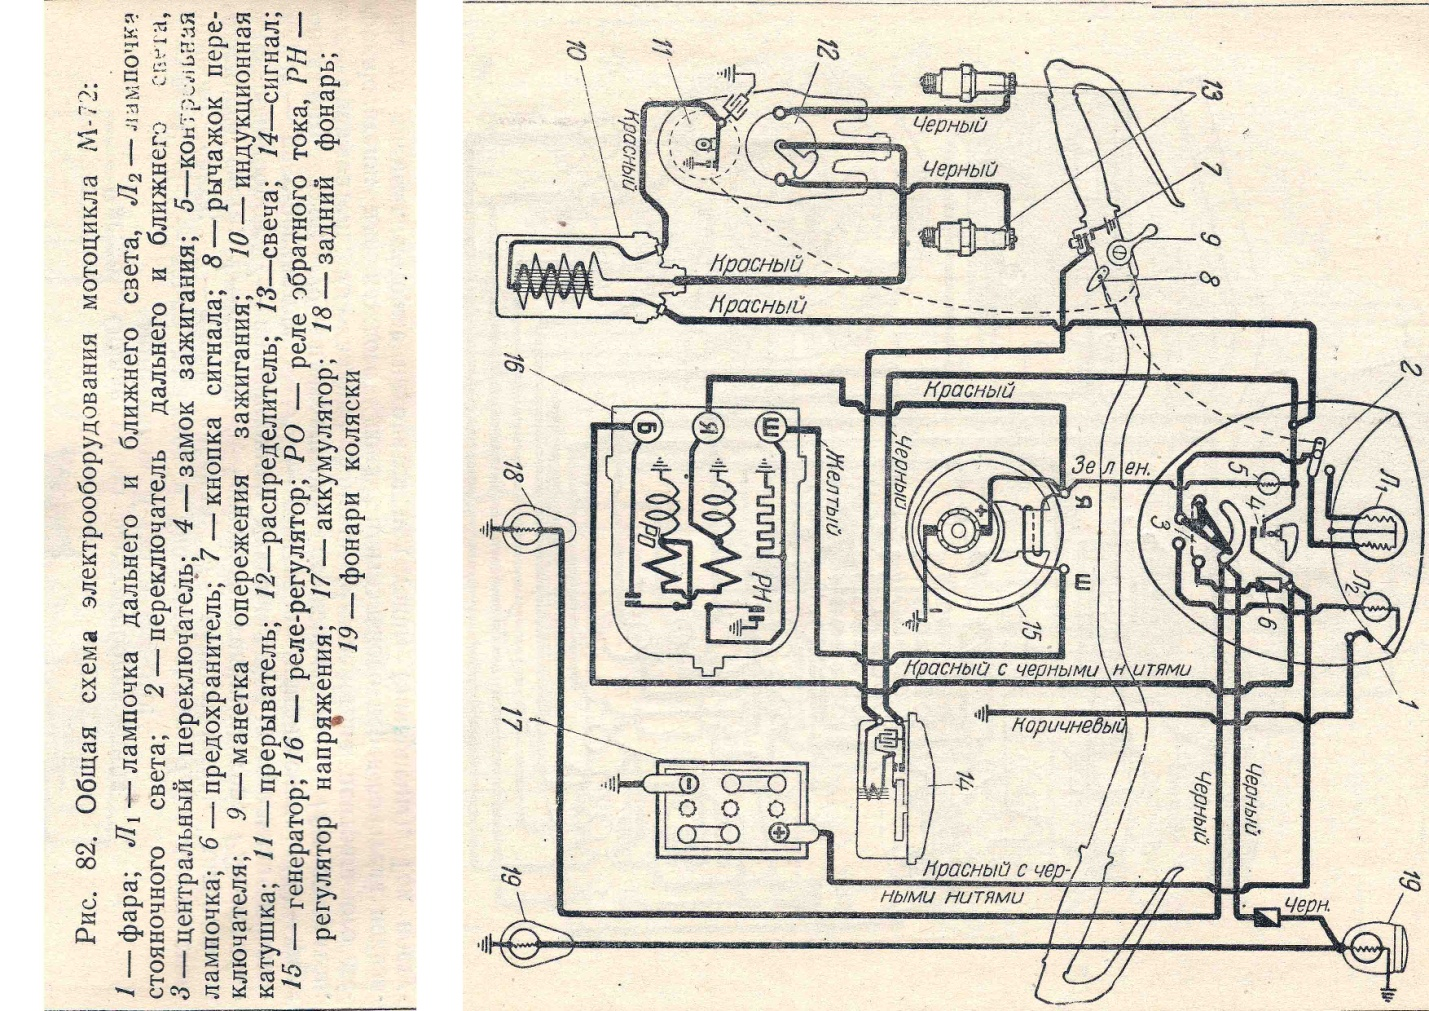 Рис. 82. Общая схема электрооборудования мотоцикла М-72:
1 — фара; Л1 — лампочка дальнего и ближнего света, Л2 — лампочка
стояночного света; 2 — переключатель дальнего и ближнего света,
3 — центральный переключатель; 4 — замок зажигания; 5 — контрольная
лампочка; 6 — предохранитель; 7 — кнопка сигнала; 8 — рычажок пере-
ключателя; 9 — манетка опережения зажигания; 10 — индукционная
катушка; 11 — прерыватель; 12 — распределитель; 13 — свеча; 14 — сигнал;
15 — генератор; 16 — реле-регулятор; РО — реле обратного тока, РН —
регулятор напряжения; 17 — аккумулятор; 18 — задний фонарь;
19 — фонари коляски
10
11
12
13
Красный
Черный
Черный
7
9
8
Красный
Красный
16
Б
Я
Ш
РО
РН
18
Красный
Черный
Желтый
Зелен.
Я
Ш
+
-
15
2
5
4
3
6
Л1
Л2
1
Красный с черными нитями
Коричневый
17
14
Черный
Черный
Красный с чер-
ными нитями
Черн.
19
19